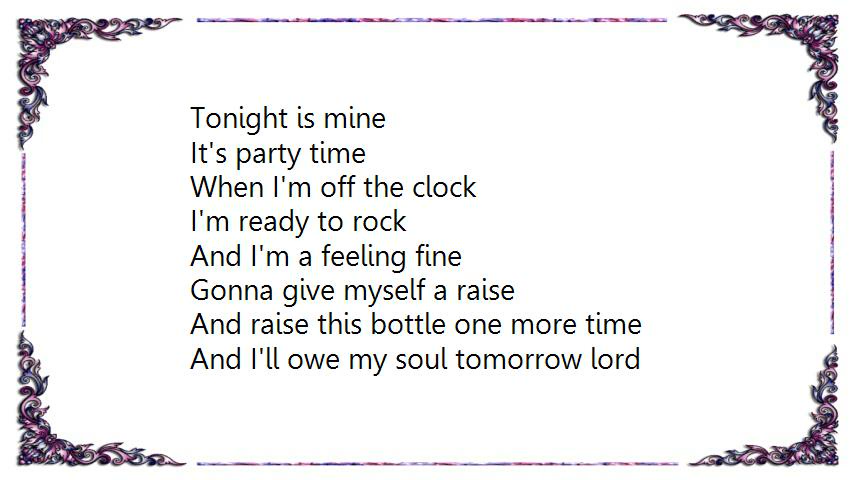 Tonight is mine
It's party time
When I'm off the clock
I'm ready to rock
And I'm a feeling fine
Gonna give myself a raise
And raise this bottle one more time
And I'll owe my soul tomorrow lord